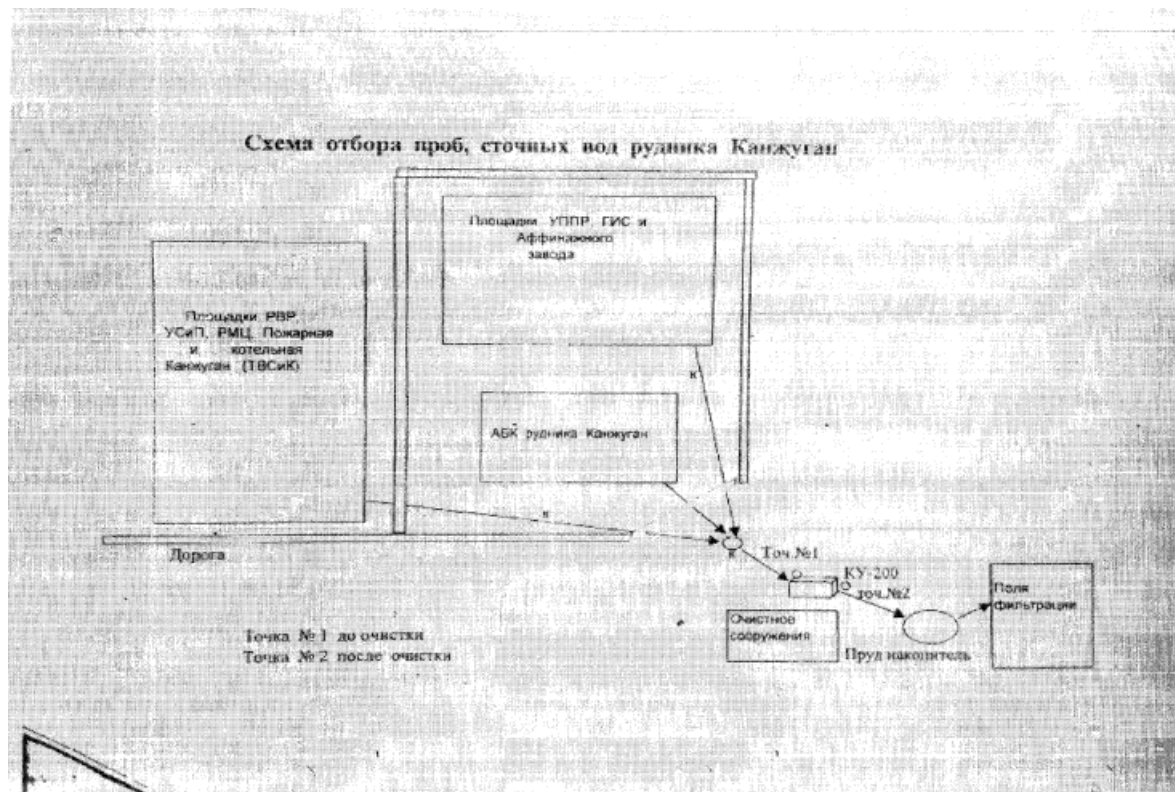 Схема отбора проб, сточных вод рудника Канжуган
Площадки УППР, ГИС и
Аффинажного
завода
Площадки РВР,
УСиП, РМЦ, Пожарная
и котельная
Канжуган (ТВСиК)
к
АБК рудника Канжуган
к
Дорога
к
Точ.№1
КУ-200
точ.№2
Поля
фильтрации
Очистное
сооружения
Пруд накопитель
Точка № 1 до очистки
Точка № 2 после очистки